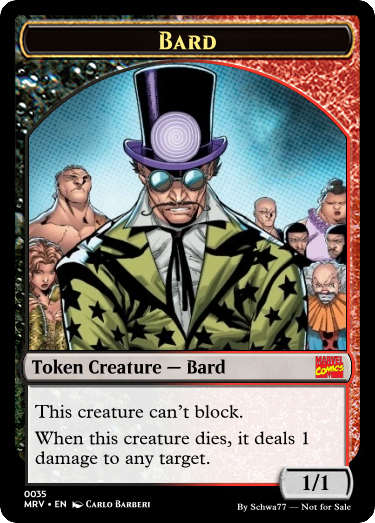 Bard
Token Creature — Bard
MARVEL
COMICS
This creature can't block.
When this creature dies, it deals 1
damage to any target.
1/1
0035
MRV • EN Carlo Barberi
By Schwa77 — Not for Sale